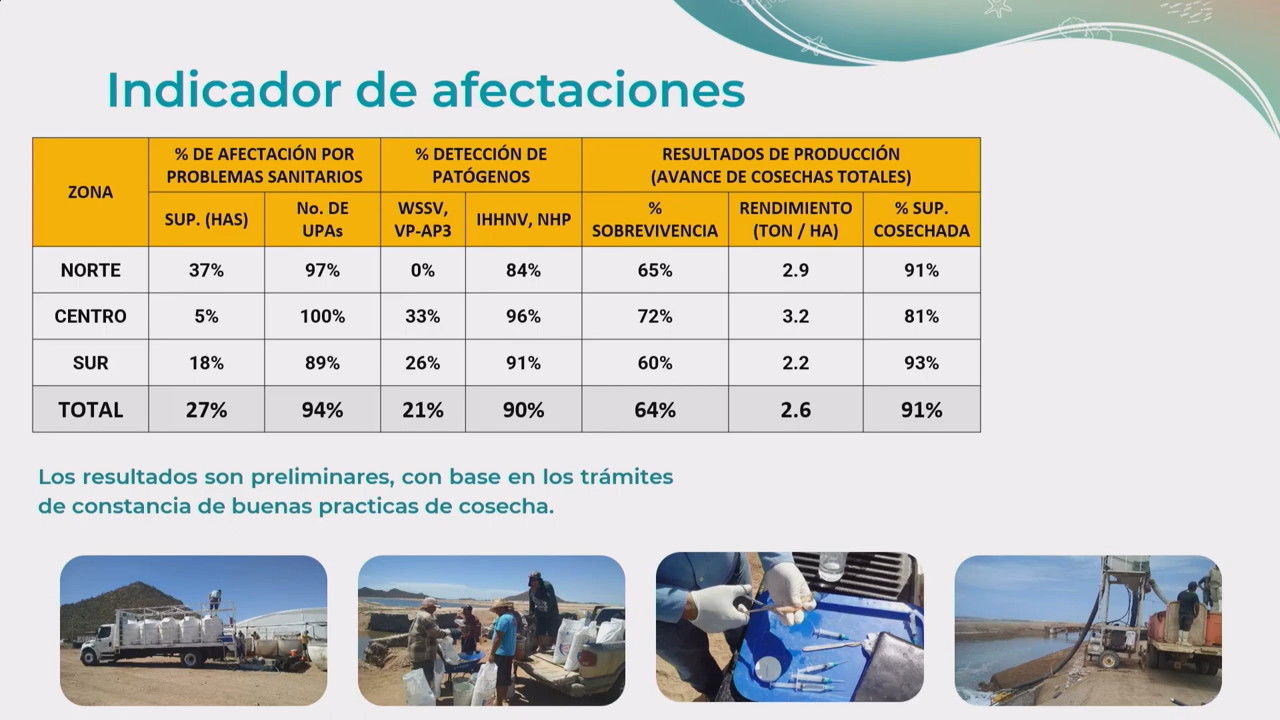 Indicador de afectaciones
ZONA
% DE AFECTACIÓN POR
PROBLEMAS SANITARIOS
% DETECCIÓN DE
PATÓGENOS
RESULTADOS DE PRODUCCIÓN
(AVANCE DE COSECHAS TOTALES)
SUP. (HAS)
No. DE
UPAs
WSSV,
VP-AP3
IHHNV, NHP
%
SOBREVIVENCIA
RENDIMIENTO
(TON / HA)
% SUP.
COSECHADA
NORTE 37% 97% 0% 84% 65% 2.9 91%
CENTRO 5% 100% 33% 96% 72% 3.2 81%
SUR 18% 89% 26% 91% 60% 2.2 93%
TOTAL 27% 94% 21% 90% 64% 2.6 91%
Los resultados son preliminares, con base en los trámites
de constancia de buenas practicas de cosecha.